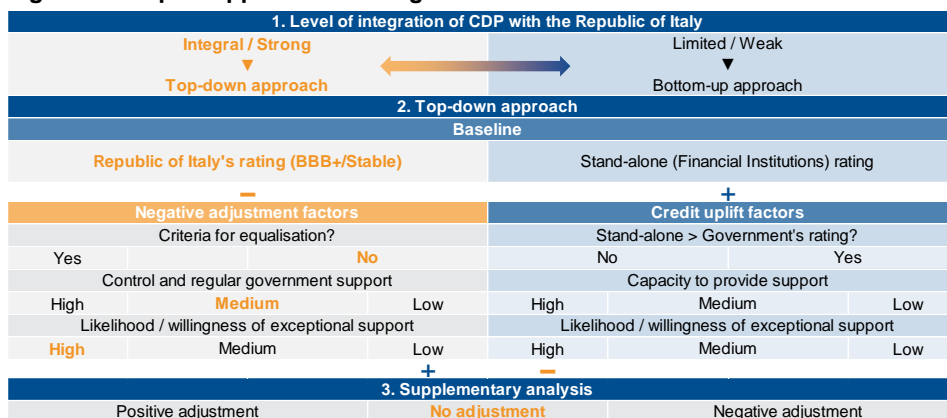 1. Level of integration of CDP with the Republic of Italy
Integral / Strong Limited / Weak
▼ ▼
Top-down approach Bottom-up approach
2. Top-down approach
Baseline
Republic of Italy's rating (BBB+/Stable) Stand-alone (Financial Institutions) rating
– +
Negative adjustment factors Credit uplift factors
Criteria for equalisation? Stand-alone > Government's rating?
Yes No No Yes
Control and regular government support Capacity to provide support
High Medium Low High Medium Low
Likelihood / willingness of exceptional support Likelihood / willingness of exceptional support
High Medium Low High Medium Low
+ –
3. Supplementary analysis
Positive adjustment No adjustment Negative adjustment